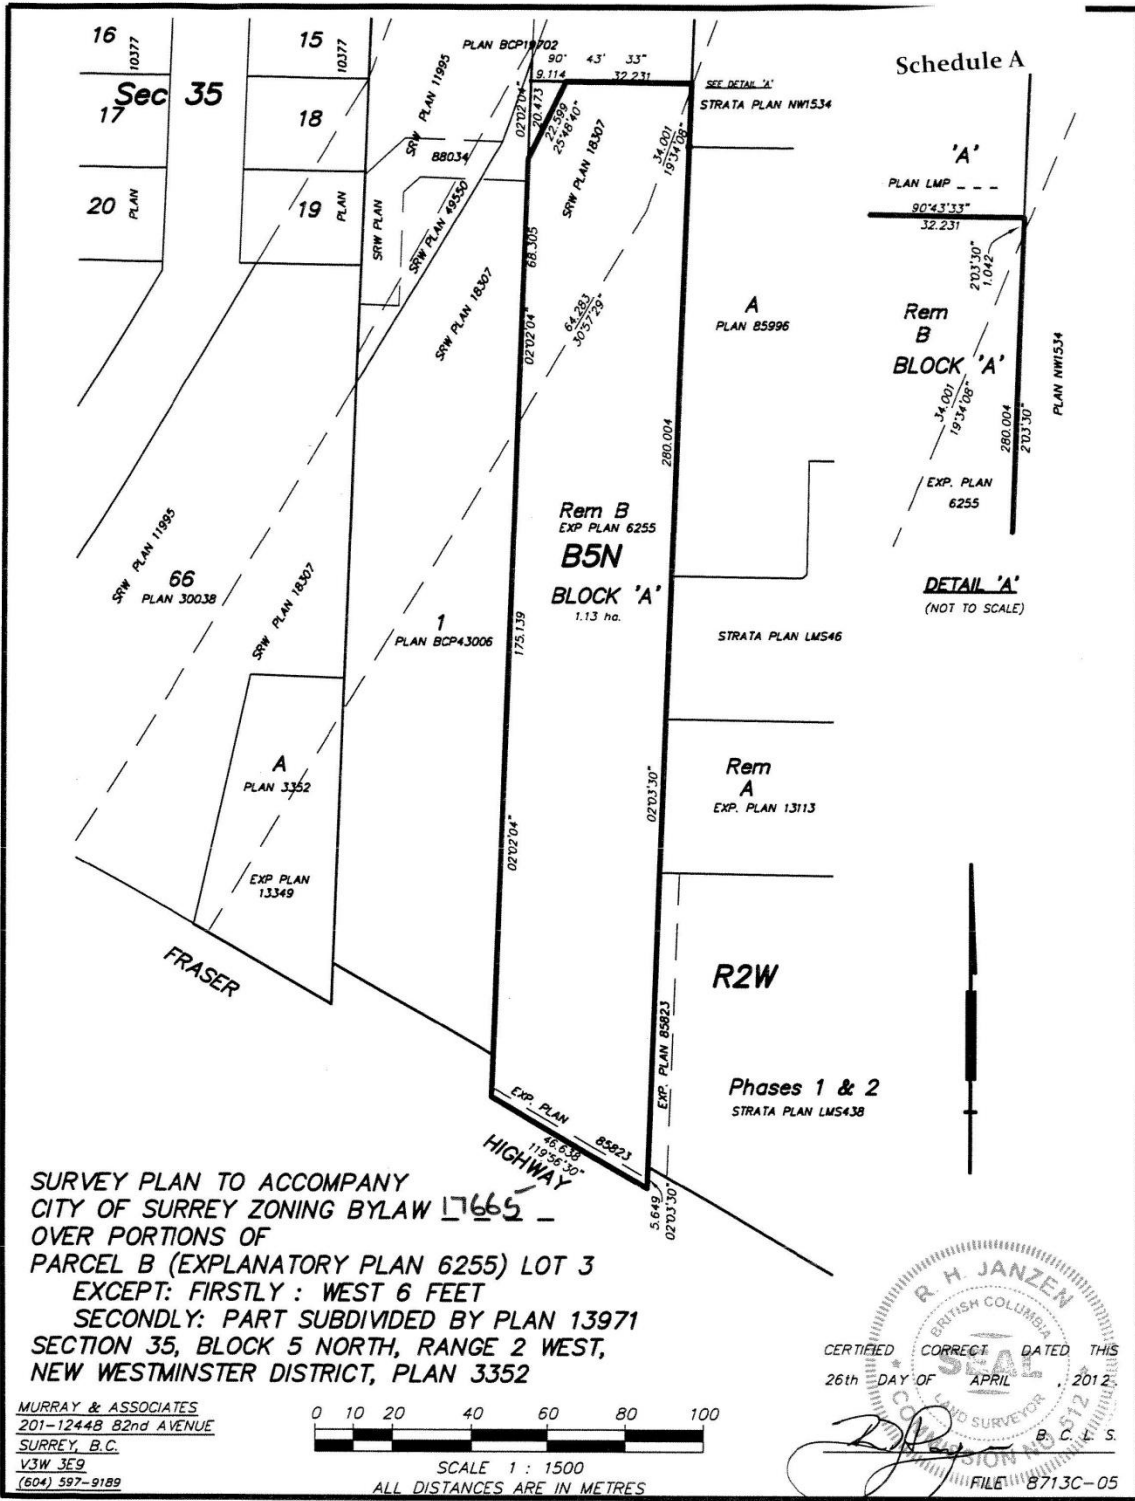 Schedule A
16
10377
15
10377
Sec 35
17
18
20
PLAN
19
PLAN
SRW PLAN 11995
PLAN BCP19702
90° 43' 33"
9.114
32.231
SEE DETAIL 'A'
STRATA PLAN NW1534
02°02'04"
20.473
22.599
25°48'40"
SRW PLAN 18307
34.001
19°34'08"
88034
SRW PLAN
SRW PLAN 49550
SRW PLAN 18307
68.305
02°02'04"
64.283
30°57'29"
A
PLAN 85996
280.004
'A'
PLAN LMP _ _ _
90°43'33"
32.231
2°03'30"
1.042
Rem
B
BLOCK 'A'
34.001
19°34'08"
280.004
2°03'30"
PLAN NW1534
EXP. PLAN
6255
DETAIL 'A'
(NOT TO SCALE)
SRW PLAN 11995
66
PLAN 30038
SRW PLAN 18307
1
PLAN BCP43006
175.139
Rem B
EXP PLAN 6255
B5N
BLOCK 'A'
1.13 ha.
STRATA PLAN LMS46
A
PLAN 3352
EXP PLAN
13349
02°02'04"
02°03'30"
Rem
A
EXP. PLAN 13113
R2W
EXP. PLAN 85823
Phases 1 & 2
STRATA PLAN LMS438
FRASER
HIGHWAY
EXP. PLAN 85823
46.638
119°56'30"
5.649
02°03'30"
SURVEY PLAN TO ACCOMPANY
CITY OF SURREY ZONING BYLAW 17665 _
OVER PORTIONS OF
PARCEL B (EXPLANATORY PLAN 6255) LOT 3
EXCEPT: FIRSTLY : WEST 6 FEET
SECONDLY: PART SUBDIVIDED BY PLAN 13971
SECTION 35, BLOCK 5 NORTH, RANGE 2 WEST,
NEW WESTMINSTER DISTRICT, PLAN 3352
MURRAY & ASSOCIATES
201-12448 82nd AVENUE
SURREY, B.C.
V3W 3E9
(604) 597-9189
0 10 20 40 60 80 100
SCALE 1 : 1500
ALL DISTANCES ARE IN METRES
R. H. JANZEN
BRITISH COLUMBIA
SEAL
LAND SURVEYOR
COMMISSION NO. 512
CERTIFIED CORRECT DATED THIS
26th DAY OF APRIL , 2012.
B. C. L. S.
FILE 8713C-05